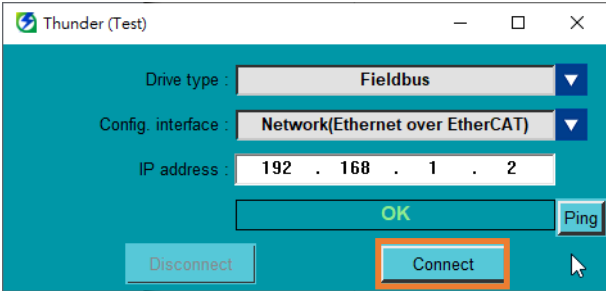 Thunder (Test)
Drive type : Fieldbus
Config. interface : Network(Ethernet over EtherCAT)
IP address : 192 . 168 . 1 . 2
OK Ping
Disconnect Connect